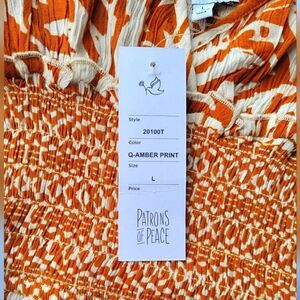 Style
20100T
Color
Q-AMBER PRINT
Size
L
Price
PATRONS
OF PEACE